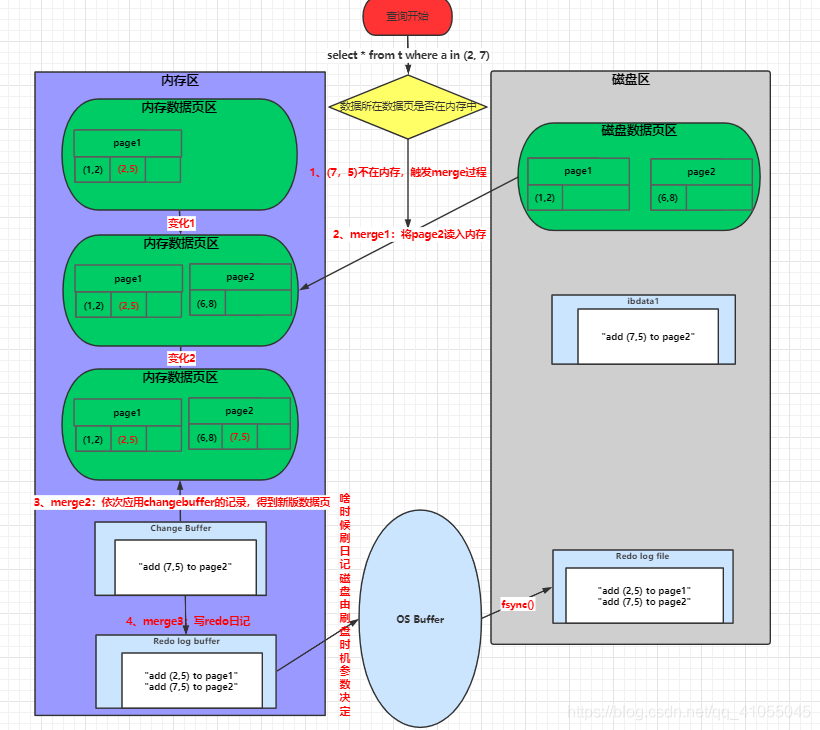 查询开始
select * from t where a in (2, 7)
数据所在数据页是否在内存中
1、(7，5)不在内存，触发merge过程
2、merge1：将page2读入内存
内存区
内存数据页区
page1
(1,2) (2,5)
变化1
内存数据页区
page1 page2
(1,2) (2,5) (6,8)
变化2
内存数据页区
page1 page2
(1,2) (2,5) (6,8) (7,5)
3、merge2：依次应用changebuffer的记录，得到新版数据页
Change Buffer
"add (7,5) to page2"
4、merge3：写redo日记
Redo log buffer
"add (2,5) to page1"
"add (7,5) to page2"
啥时候刷日记磁盘由刷盘时机参数决定
OS Buffer
fsync()
磁盘区
磁盘数据页区
page1 page2
(1,2) (6,8)
ibdata1
"add (7,5) to page2"
Redo log file
"add (2,5) to page1"
"add (7,5) to page2"
https://blog.csdn.net/qq_41055045